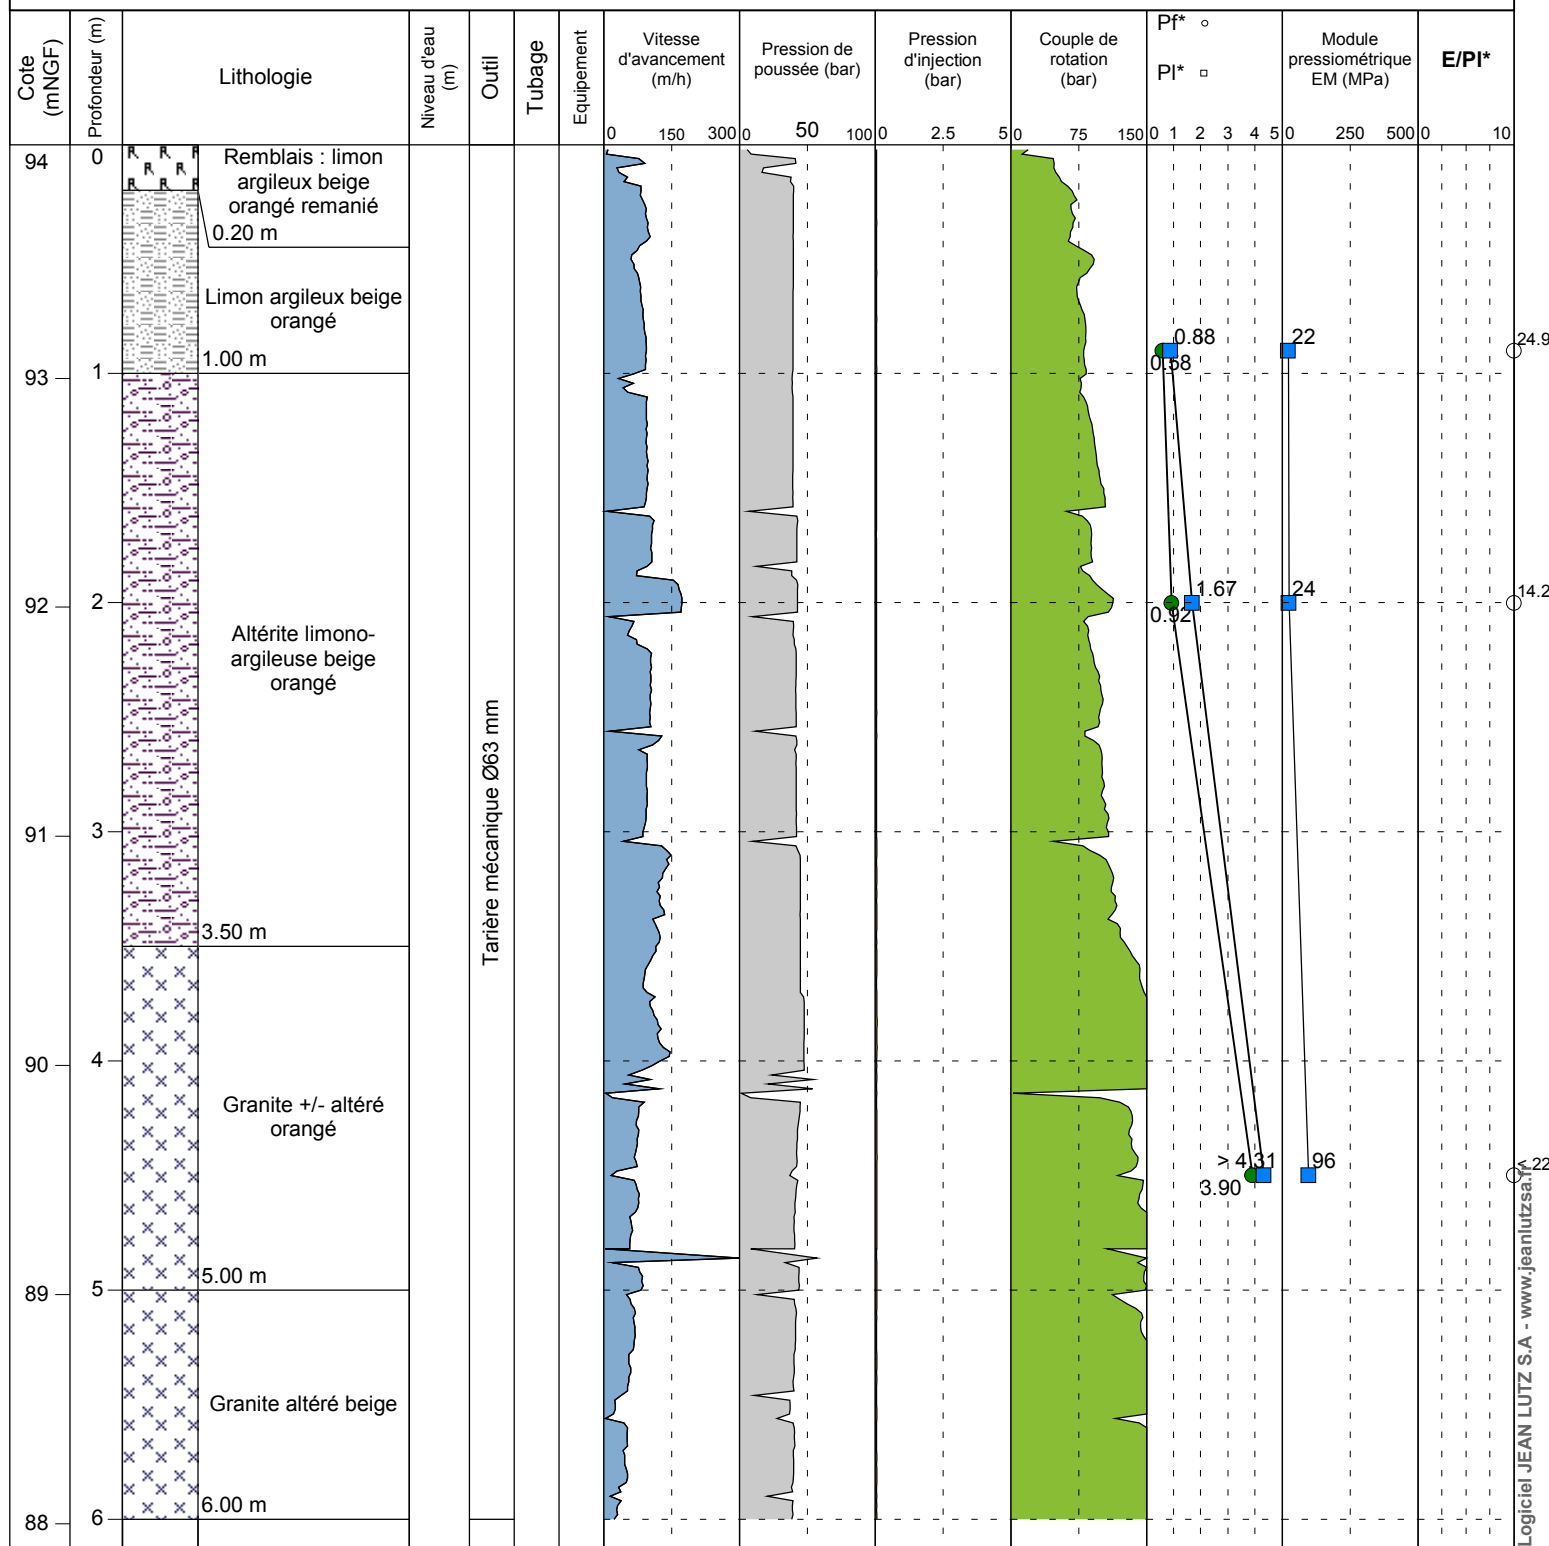 Cote
(mNGF)
Profondeur (m)
Lithologie
Niveau d'eau
(m)
Outil
Tubage
Equipement
Vitesse
d'avancement
(m/h)
0 150 300
Pression de
poussée (bar)
0 50 100
Pression
d'injection
(bar)
0 2.5 5
Couple de
rotation
(bar)
0 75 150
Pf*
Pl*
0 1 2 3 4 5
Module
pressiométrique
EM (MPa)
0 250 500
E/Pl*
0 10
94
0
Remblais : limon
argileux beige
orangé remanié
0.20 m
Limon argileux beige
orangé
1.00 m
0.88
0.58
22
24.9
93
1
92
2
1.67
0.92
24
14.2
Altérite limono-
argileuse beige
orangé
Tarière mécanique Ø63 mm
91
3
3.50 m
90
4
Granite +/- altéré
orangé
> 4.31
3.90
96
< 22
5.00 m
89
5
Granite altéré beige
6.00 m
88
6
Logiciel JEAN LUTZ S.A - www.jeanlutzsa.fr